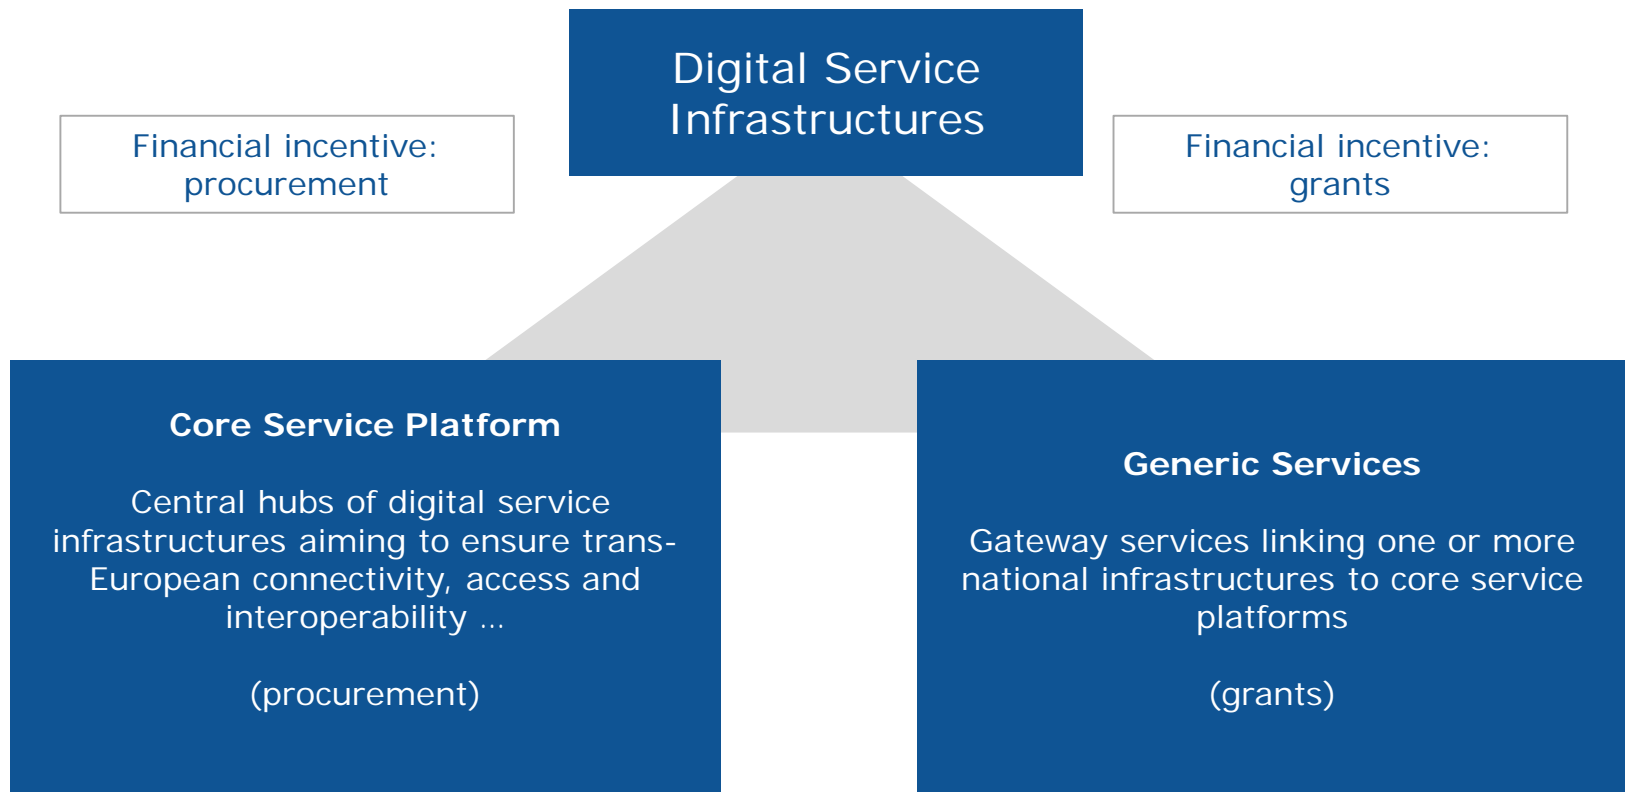 Digital Service
Infrastructures
Financial incentive:
procurement
Financial incentive:
grants
Core Service Platform
Central hubs of digital service
infrastructures aiming to ensure trans-
European connectivity, access and
interoperability ...
(procurement)
Generic Services
Gateway services linking one or more
national infrastructures to core service
platforms
(grants)